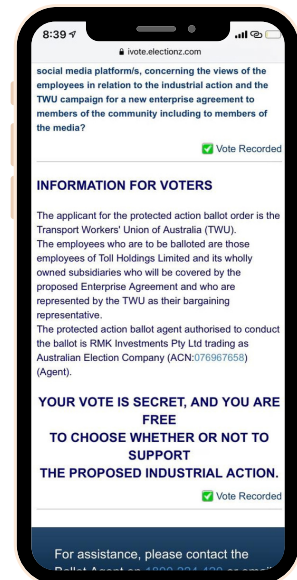 8:39
ivote.electionz.com
social media platform/s, concerning the views of the
employees in relation to the industrial action and the
TWU campaign for a new enterprise agreement to
members of the community including to members of
the media?
Vote Recorded
INFORMATION FOR VOTERS
The applicant for the protected action ballot order is the
Transport Workers' Union of Australia (TWU).
The employees who are to be balloted are those
employees of Toll Holdings Limited and its wholly
owned subsidiaries who will be covered by the
proposed Enterprise Agreement and who are
represented by the TWU as their bargaining
representative.
The protected action ballot agent authorised to conduct
the ballot is RMK Investments Pty Ltd trading as
Australian Election Company (ACN:076967658)
(Agent).
YOUR VOTE IS SECRET, AND YOU ARE
FREE
TO CHOOSE WHETHER OR NOT TO
SUPPORT
THE PROPOSED INDUSTRIAL ACTION.
Vote Recorded
For assistance, please contact the
Ballot Agent on